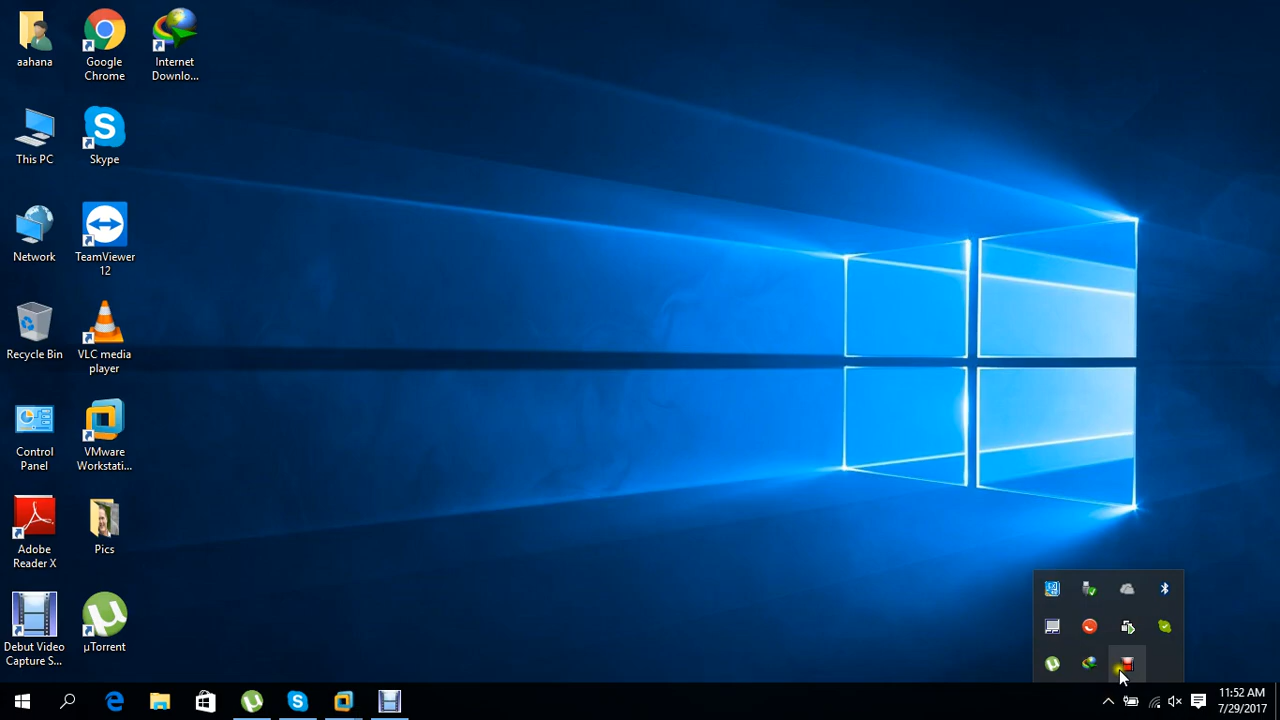 aahana
Google
Chrome
Internet
Downlo...
This PC
Skype
Network
TeamViewer
12
Recycle Bin
VLC media
player
Control
Panel
VMware
Workstati...
Adobe
Reader X
Pics
Debut Video
Capture S...
µTorrent
11:52 AM
7/29/2017